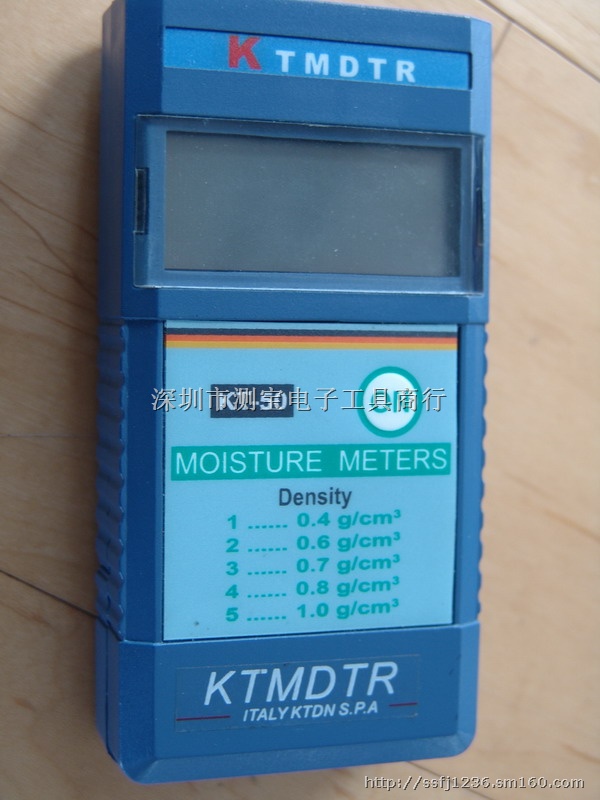 KTMDTR
深圳市测宝电子工具商行
MOISTURE METERS
Density
1 ...... 0.4 g/cm³
2 ...... 0.6 g/cm³
3 ...... 0.7 g/cm³
4 ...... 0.8 g/cm³
5 ...... 1.0 g/cm³
KTMDTR
ITALY KTDN S.P.A
http://ssfj1236.sm160.com/